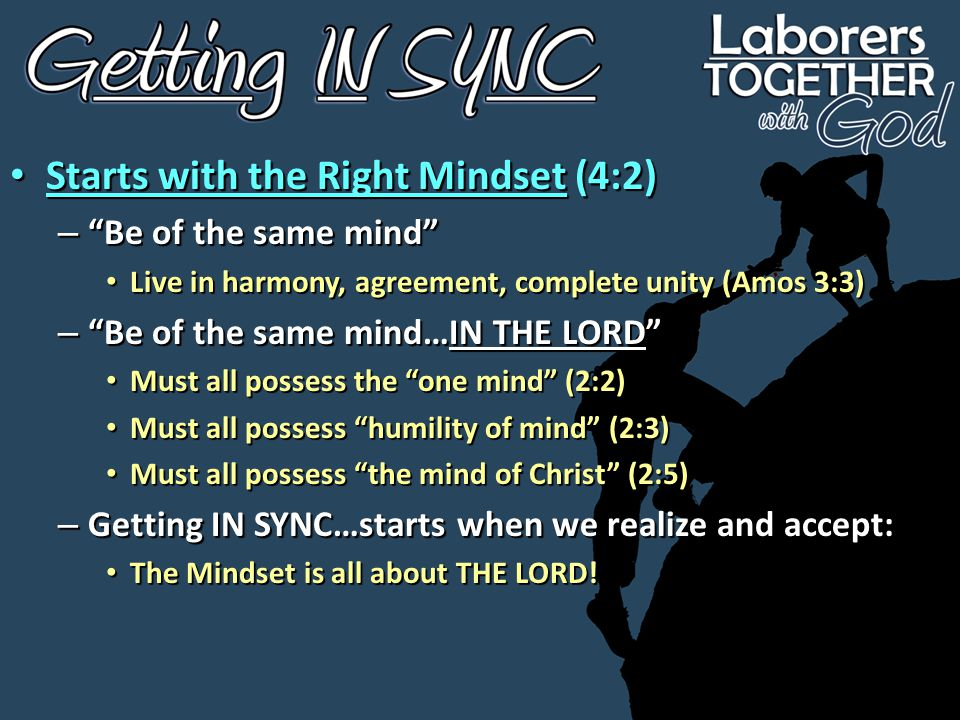 Getting IN SYNC
Laborers
TOGETHER
with God
• Starts with the Right Mindset (4:2)
– “Be of the same mind”
• Live in harmony, agreement, complete unity (Amos 3:3)
– “Be of the same mind…IN THE LORD”
• Must all possess the “one mind” (2:2)
• Must all possess “humility of mind” (2:3)
• Must all possess “the mind of Christ” (2:5)
– Getting IN SYNC…starts when we realize and accept:
• The Mindset is all about THE LORD!